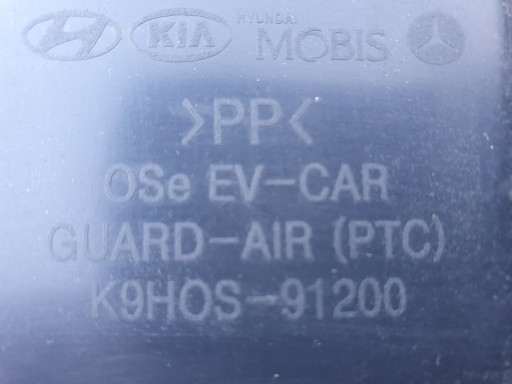 KIA HYUNDAI MOBIS
>PP<
OSe EV-CAR
GUARD-AIR (PTC)
K9HOS-91200